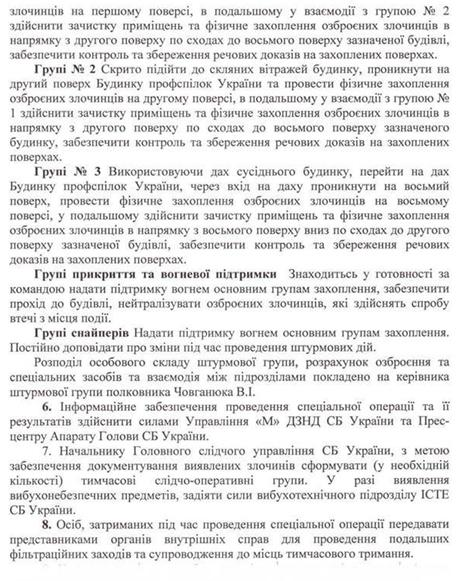 злочинців на першому поверсі, в подальшому у взаємодії з групою № 2
здійснити зачистку приміщень та фізичне захоплення озброєних злочинців в
напрямку з другого поверху по сходах до восьмого поверху зазначеної будівлі,
забезпечити контроль та збереження речових доказів на захоплених поверхах.
Групі № 2 Скрито підійти до скляних вітражей будинку, проникнути на
другий поверх Будинку профспілок України та провести фізичне захоплення
озброєних злочинців на другому поверсі, в подальшому у взаємодії з групою №
1 здійснити зачистку приміщень та фізичне захоплення озброєних злочинців в
напрямку з другого поверху по сходах до восьмого поверху зазначеного
будинку, забезпечити контроль та збереження речових доказів на захоплених
поверхах.
Групі № 3 Використовуючи дах сусіднього будинку, перейти на дах
Будинку профспілок України, через вхід на даху проникнути на восьмий
поверх, провести фізичне захоплення озброєних злочинців на восьмому
поверсі, у подальшому здійснити зачистку приміщень та фізичне захоплення
озброєних злочинців в напрямку з восьмого поверху вниз по сходах до другого
поверху зазначеної будівлі, забезпечити контроль та збереження речових
доказів на захоплених поверхах.
Групі прикриття та вогневої підтримки Знаходитьсь у готовності за
командою надати підтримку вогнем основним групам захоплення, забезпечити
прохід до будівлі, нейтралізувати озброєних злочинців, які здійснять спробу
втечі з місця події.
Групі снайперів Надати підтримку вогнем основним групам захоплення.
Постійно доповідати про зміни під час проведення штурмових дій.
Розподіл особового складу штурмової групи, розрахунок озброєння та
спеціальних засобів та взаємодія між підрозділами покладено на керівника
штурмової групи полковника Човганюка В.І.
6. Інформаційне забезпечення проведення спеціальної операції та її
результатів здійснити силами Управління «М» ДЗНД СБ України та Прес-
центру Апарату Голови СБ України.
7. Начальнику Головного слідчого управління СБ України, з метою
забезпечення документування виявлених злочинів сформувати (у необхідній
кількості) тимчасові слідчо-оперативні групи. У разі виявлення
вибухонебезпечних предметів, задіяти сили вибухотехнічного підрозділу ІСТЕ
СБ України.
8. Осіб, затриманих під час проведення спеціальної операції передавати
представниками органів внутрішніх справ для проведення подальших
фільтраційних заходів та супроводження до місць тимчасового тримання.